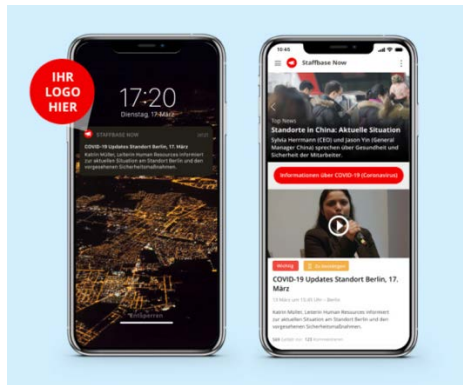 IHR
LOGO
HIER
17:20
Dienstag, 17. März
STAFFBASE NOW
COVID-19 Updates Standort Berlin, 17. März
Katrin Müller, Leiterin Human Resources informiert
zur aktuellen Situation am Standort Berlin und den
vorgesehenen Sicherheitsmaßnahmen.
Entsperren
10:40
Staffbase Now
Top News
Standorte in China: Aktuelle Situation
Sylvia Herrmann (CEO) und Jason Yin (General
Manager China) sprechen über Gesundheit und
Sicherheit der Mitarbeiter.
Informationen über COVID-19 (Coronavirus)
Wichtig
COVID-19 Updates Standort Berlin, 17.
März
Katrin Müller, Leiterin Human Resources informiert
zur aktuellen Situation am Standort Berlin und den
vorgesehenen Sicherheitsmaßnahmen.